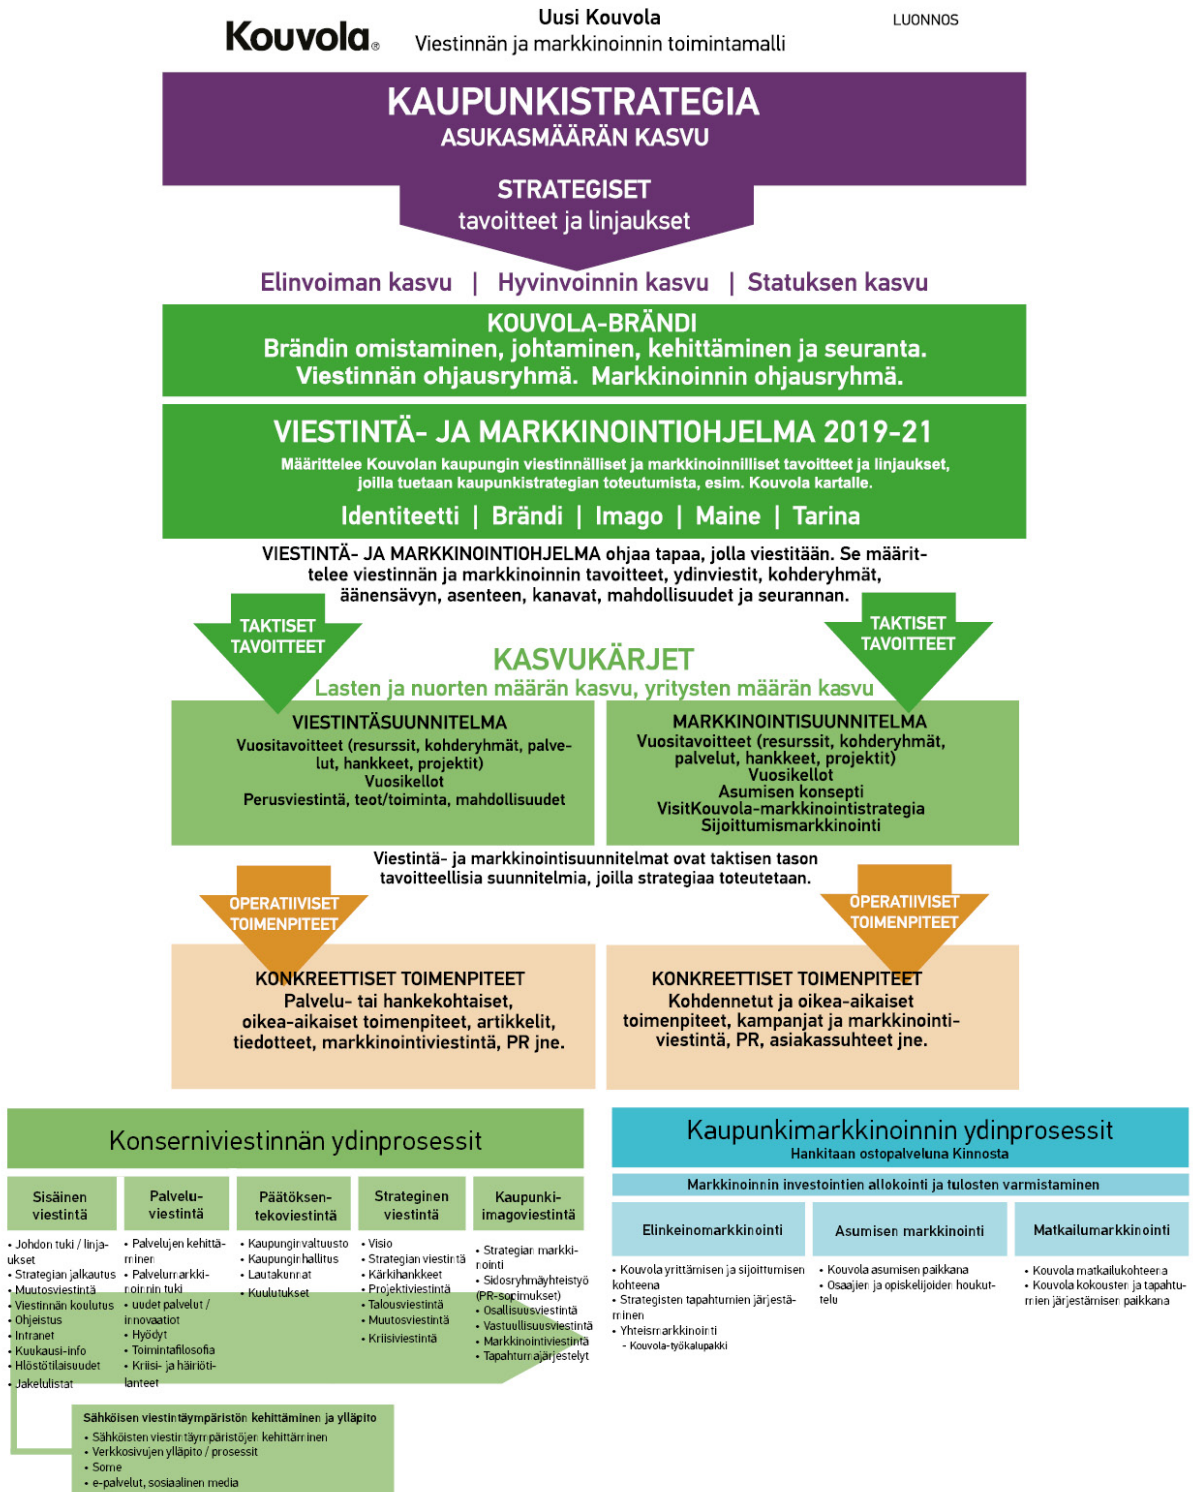 Kouvola®
Uusi Kouvola
Viestinnän ja markkinoinnin toimintamalli
LUONNOS
KAUPUNKISTRATEGIA
ASUKASMÄÄRÄN KASVU
STRATEGISET
tavoitteet ja linjaukset
Elinvoiman kasvu | Hyvinvoinnin kasvu | Statuksen kasvu
KOUVOLA-BRÄNDI
Brändin omistaminen, johtaminen, kehittäminen ja seuranta.
Viestinnän ohjausryhmä. Markkinoinnin ohjausryhmä.
VIESTINTÄ- JA MARKKINOINTIOHJELMA 2019-21
Määrittelee Kouvolan kaupungin viestinnälliset ja markkinoinnilliset tavoitteet ja linjaukset,
joilla tuetaan kaupunkistrategian toteutumista, esim. Kouvola kartalle.
Identiteetti | Brändi | Imago | Maine | Tarina
VIESTINTÄ- JA MARKKINOINTIOHJELMA ohjaa tapaa, jolla viestitään. Se määrit-
telee viestinnän ja markkinoinnin tavoitteet, ydinviestit, kohderyhmät,
äänensävyn, asenteen, kanavat, mahdollisuudet ja seurannan.
TAKTISET
TAVOITTEET
TAKTISET
TAVOITTEET
KASVUKÄRJET
Lasten ja nuorten määrän kasvu, yritysten määrän kasvu
VIESTINTÄSUUNNITELMA
Vuositavoitteet (resurssit, kohderyhmät, palve-
lut, hankkeet, projektit)
Vuosikellot
Perusviestintä, teot/toiminta, mahdollisuudet
MARKKINOINTISUUNNITELMA
Vuositavoitteet (resurssit, kohderyhmät,
palvelut, hankkeet, projektit)
Vuosikellot
Asumisen konsepti
VisitKouvola-markkinointistrategia
Sijoittumismarkkinointi
Viestintä- ja markkinointisuunnitelmat ovat taktisen tason
tavoitteellisia suunnitelmia, joilla strategiaa toteutetaan.
OPERATIIVISET
TOIMENPITEET
OPERATIIVISET
TOIMENPITEET
KONKREETTISET TOIMENPITEET
Palvelu- tai hankekohtaiset,
oikea-aikaiset toimenpiteet, artikkelit,
tiedotteet, markkinointiviestintä, PR jne.
KONKREETTISET TOIMENPITEET
Kohdennetut ja oikea-aikaiset
toimenpiteet, kampanjat ja markkinointi-
viestintä, PR, asiakassuhteet jne.
Konserniviestinnän ydinprosessit
Sisäinen
viestintä
• Johdon tuki / linja-
ukset
• Strategian jalkautus
• Muutosviestintä
• Viestinnän koulutus
• Ohjeistus
• Intranet
• Kuukausi-info
• Hlöstötilaisuudet
• Jakelulistat
Palvelu-
viestintä
• Palvelujen kehittä-
minen
• Palvelumarkki-
noinnin tuki
• uudet palvelut /
innovaatiot
• Hyödyt
• Toimintafilosofia
• Kriisi- ja häiriöti-
lanteet
Päätöksen-
tekoviestintä
• Kaupunginvaltuusto
• Kaupunginhallitus
• Lautakunnat
• Kuulutukset
Strateginen
viestintä
• Visio
• Strategian viestintä
• Kärkihankkeet
• Projektiviestintä
• Talousviestintä
• Muutosviestintä
• Kriisiviestintä
Kaupunki-
imagoviestintä
• Strategian markki-
nointi
• Sidosryhmäyhteistyö
(PR-sopimukset)
• Osallisuusviestintä
• Vastuullisuusviestintä
• Markkinointiviestintä
• Tapahtumajärjestelyt
Sähköisen viestintäympäristön kehittäminen ja ylläpito
• Sähköisten viestintäympäristöjen kehittäminen
• Verkkosivujen ylläpito / prosessit
• Some
• e-palvelut, sosiaalinen media
Kaupunkimarkkinoinnin ydinprosessit
Hankitaan ostopalveluna Kinnosta
Markkinoinnin investointien allokointi ja tulosten varmistaminen
Elinkeinomarkkinointi
• Kouvola yrittämisen ja sijoittumisen
kohteena
• Strategisten tapahtumien järjestä-
minen
• Yhteismarkkinointi
- Kouvola-työkalupakki
Asumisen markkinointi
• Kouvola asumisen paikkana
• Osaajien ja opiskelijoiden houkut-
telu
Matkailumarkkinointi
• Kouvola matkailukohteena
• Kouvola kokousten ja tapahtu-
mien järjestämisen paikkana